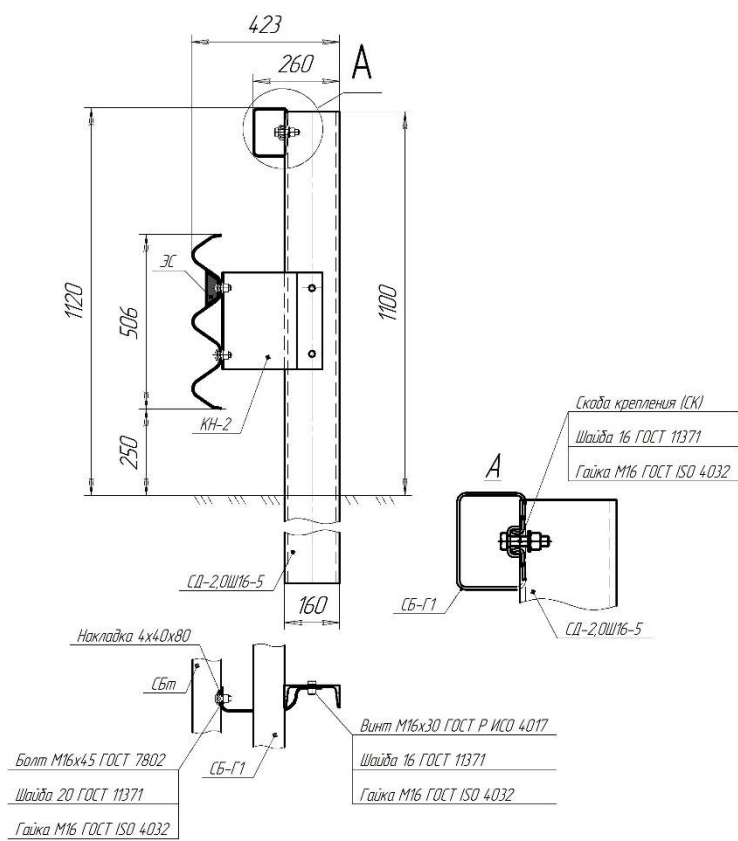 423
260
А
1120
506
250
1100
ЭС
КН-2
СД-2,0Ш16-5
160
Скоба крепления (СК)
Шайба 16 ГОСТ 11371
Гайка М16 ГОСТ ISO 4032
А
СБ-Г1
СД-2,0Ш16-5
Накладка 4х40х80
СБт
Болт М16х45 ГОСТ 7802
Шайба 20 ГОСТ 11371
Гайка М16 ГОСТ ISO 4032
СБ-Г1
Винт М16х30 ГОСТ Р ИСО 4017
Шайба 16 ГОСТ 11371
Гайка М16 ГОСТ ISO 4032